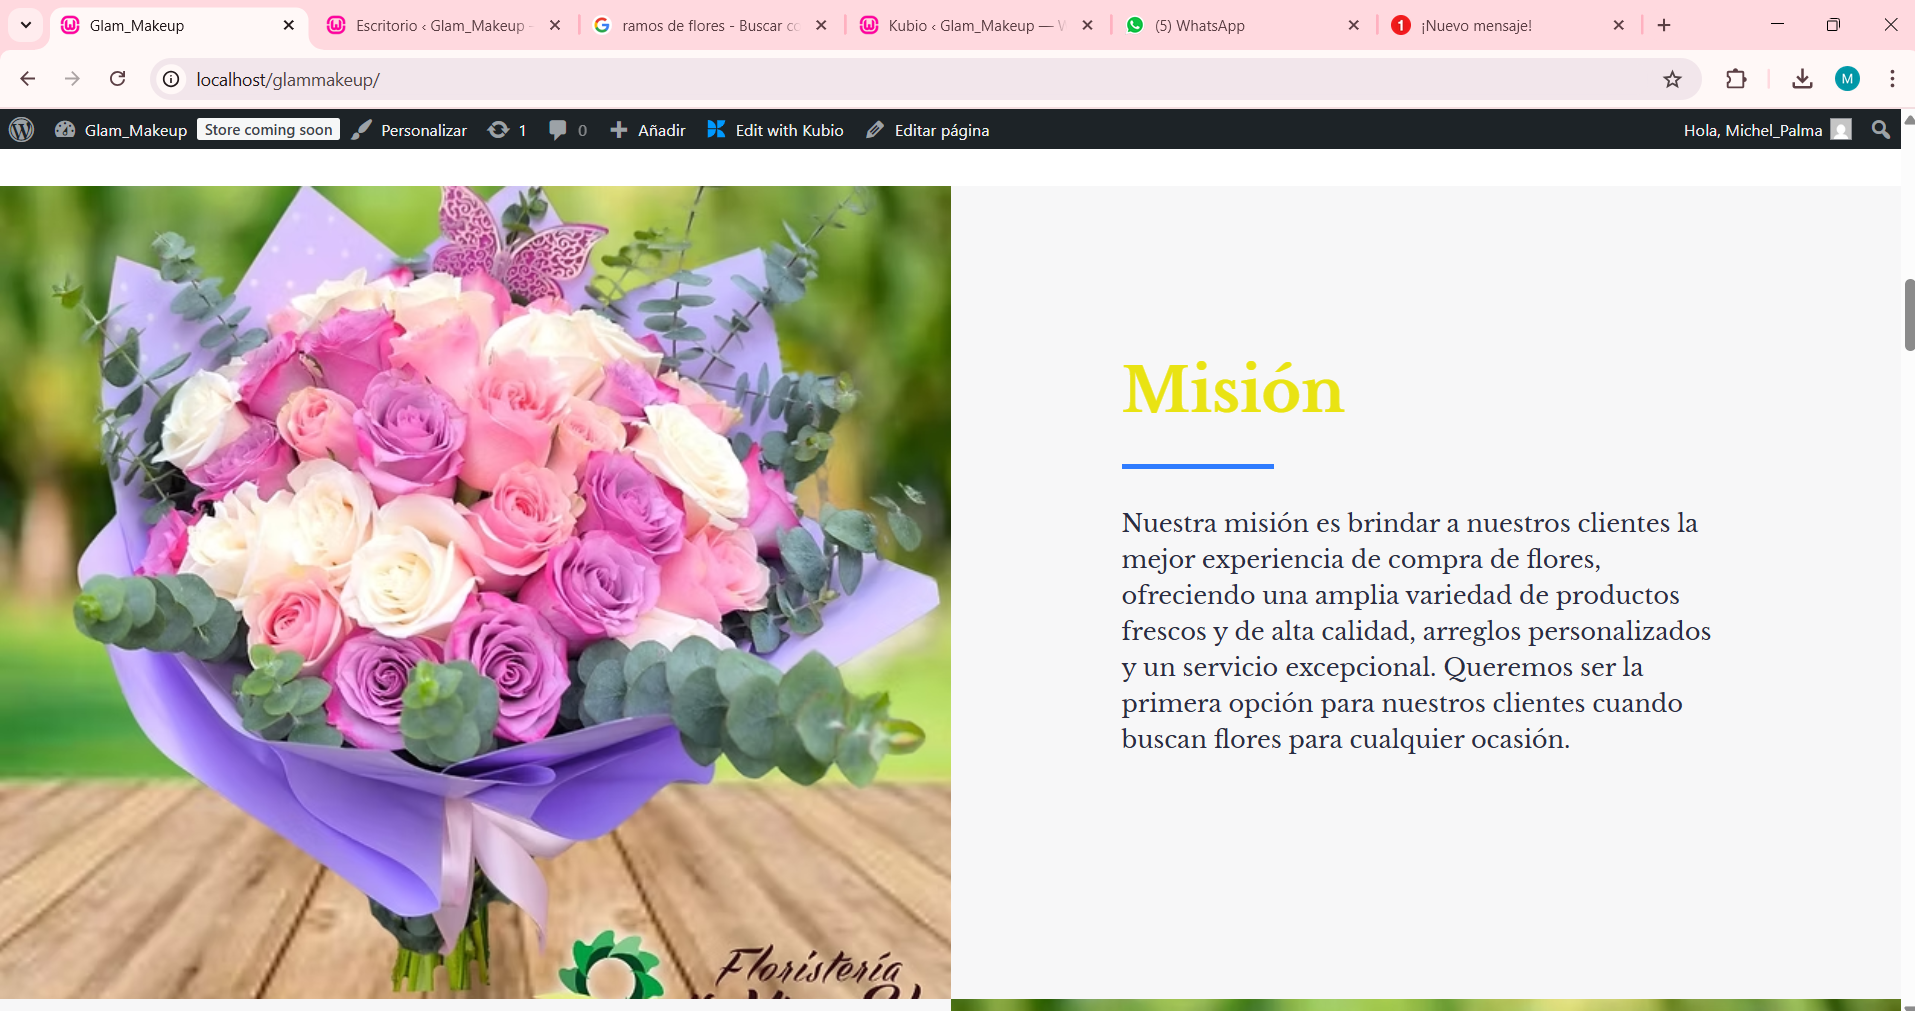 Glam_Makeup
Escritorio ‹ Glam_Makeup -
ramos de flores - Buscar co
Kubio ‹ Glam_Makeup — W
(5) WhatsApp
1
¡Nuevo mensaje!
localhost/glammakeup/
M
Glam_Makeup
Store coming soon
Personalizar
1
0
Añadir
Edit with Kubio
Editar página
Hola, Michel_Palma
Misión
Nuestra misión es brindar a nuestros clientes la
mejor experiencia de compra de flores,
ofreciendo una amplia variedad de productos
frescos y de alta calidad, arreglos personalizados
y un servicio excepcional. Queremos ser la
primera opción para nuestros clientes cuando
buscan flores para cualquier ocasión.
Floristería